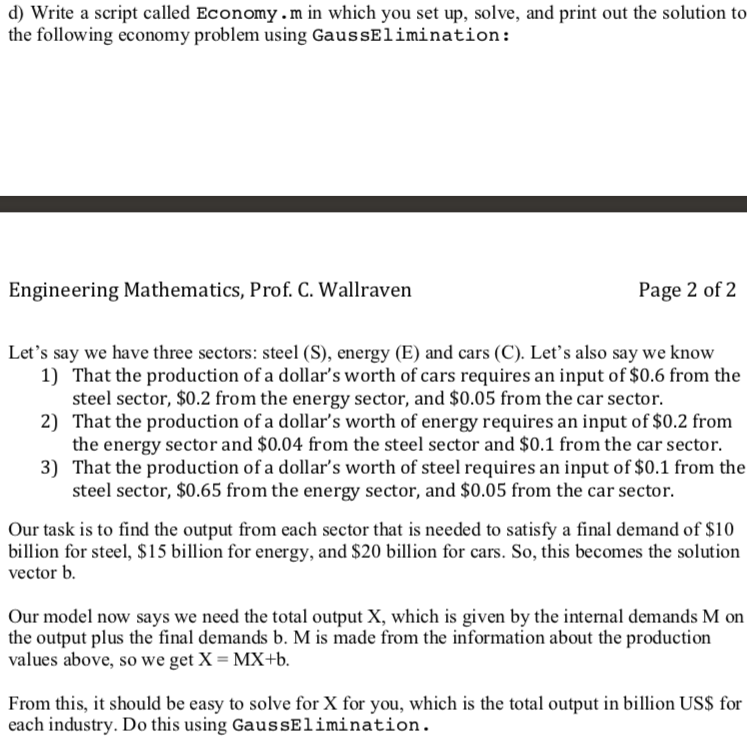 d) Write a script called Economy.m in which you set up, solve, and print out the solution to
the following economy problem using GaussElimination:
Engineering Mathematics, Prof. C. Wallraven
Page 2 of 2
Let's say we have three sectors: steel (S), energy (E) and cars (C). Let's also say we know
1) That the production of a dollar's worth of cars requires an input of $0.6 from the
steel sector, $0.2 from the energy sector, and $0.05 from the car sector.
2) That the production of a dollar's worth of energy requires an input of $0.2 from
the energy sector and $0.04 from the steel sector and $0.1 from the car sector.
3) That the production of a dollar's worth of steel requires an input of $0.1 from the
steel sector, $0.65 from the energy sector, and $0.05 from the car sector.
Our task is to find the output from each sector that is needed to satisfy a final demand of $10
billion for steel, $15 billion for energy, and $20 billion for cars. So, this becomes the solution
vector b.
Our model now says we need the total output X, which is given by the internal demands M on
the output plus the final demands b. M is made from the information about the production
values above, so we get X = MX+b.
From this, it should be easy to solve for X for you, which is the total output in billion US$ for
each industry. Do this using GaussElimination.